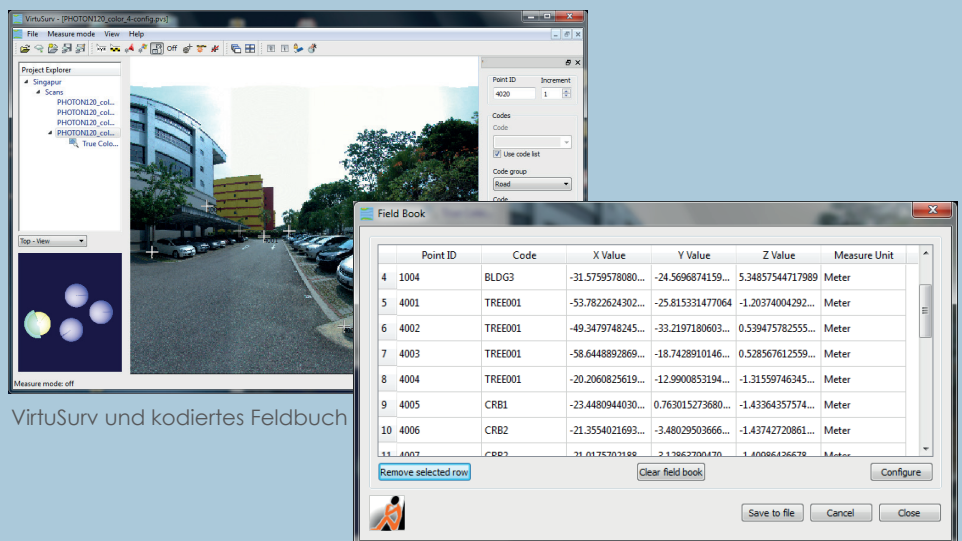 VirtuSurv - [PHOTON120_color_4-config.pvs]
File Measure mode View Help
Off
Project Explorer
Singapur
Scans
PHOTON120_col...
PHOTON120_col...
PHOTON120_col...
PHOTON120_col...
True Colo...
Top - View
Measure mode: off
Point ID Increment
4020 1
Codes
Code
Use code list
Code group
Road
Code
4001
Field Book
Point ID Code X Value Y Value Z Value Measure Unit
4 1004 BLDG3 -31.5759578080... -24.5696874159... 5.34857544717989 Meter
5 4001 TREE001 -53.7822624302... -25.815331477064 -1.20374004292... Meter
6 4002 TREE001 -49.3479748245... -33.2197180603... 0.539475782555... Meter
7 4003 TREE001 -58.6448892869... -18.7428910146... 0.528567612559... Meter
8 4004 TREE001 -20.2060825619... -12.9900853194... -1.31559746345... Meter
9 4005 CRB1 -23.4480944030... 0.763015273680... -1.43364357574... Meter
10 4006 CRB2 -21.3554021693... -3.48029503666... -1.43742720861... Meter
11 4007 CRB2 Meter
Remove selected row Clear field book Configure
Save to file Cancel Close
VirtuSurv und kodiertes Feldbuch